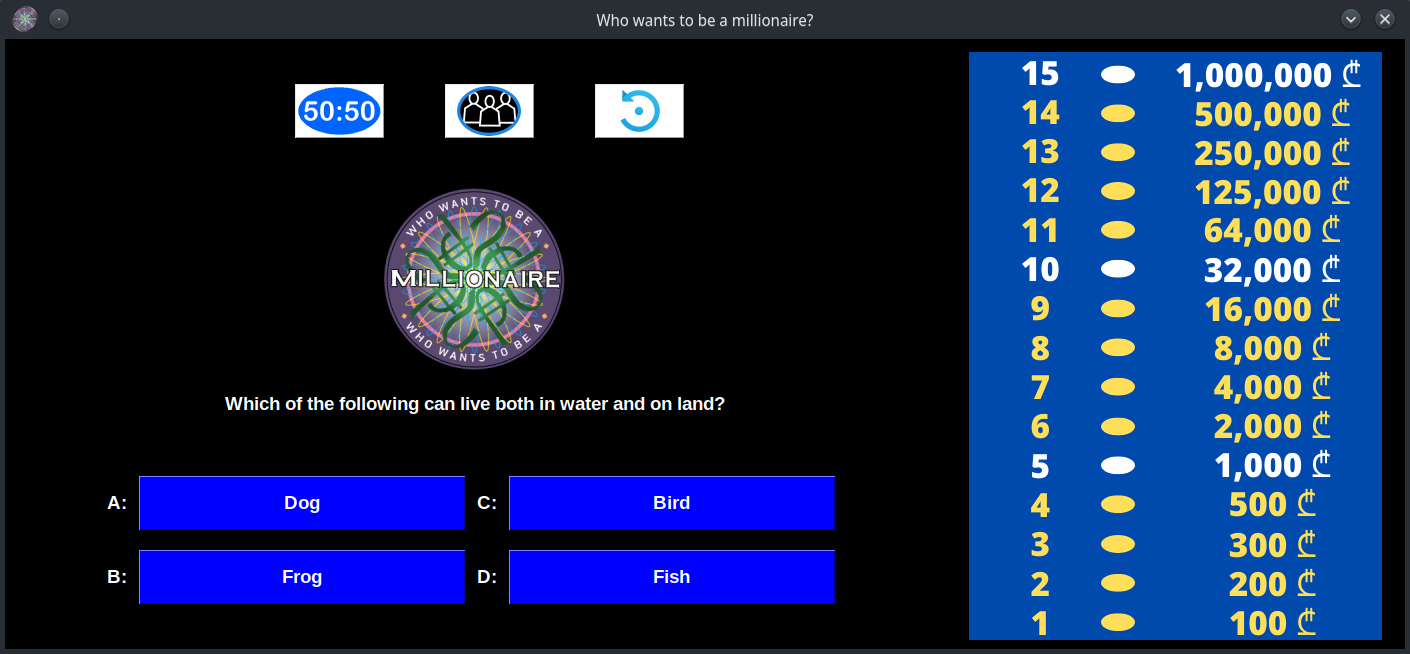 Who wants to be a millionaire?
50:50
WHO WANTS TO BE A
MILLIONAIRE
WHO WANTS TO BE A
Which of the following can live both in water and on land?
A: Dog
C: Bird
B: Frog
D: Fish
15 1,000,000 ₾
14 500,000 ₾
13 250,000 ₾
12 125,000 ₾
11 64,000 ₾
10 32,000 ₾
9 16,000 ₾
8 8,000 ₾
7 4,000 ₾
6 2,000 ₾
5 1,000 ₾
4 500 ₾
3 300 ₾
2 200 ₾
1 100 ₾